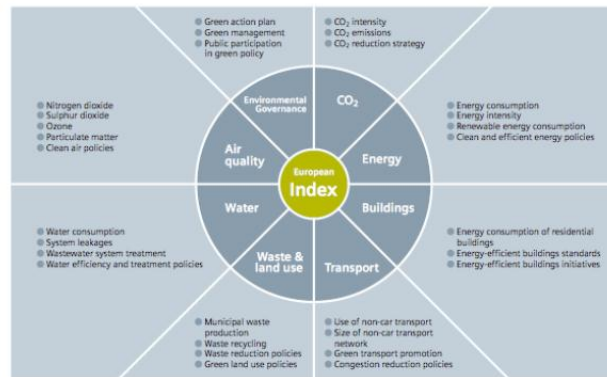 Green action plan
Green management
Public participation
in green policy
CO₂ intensity
CO₂ emissions
CO₂ reduction strategy
Nitrogen dioxide
Sulphur dioxide
Ozone
Particulate matter
Clean air policies
Energy consumption
Energy intensity
Renewable energy consumption
Clean and efficient energy policies
Environmental
Governance
CO₂
Air
quality
Energy
European
Index
Water
Buildings
Waste &
land use
Transport
Water consumption
System leakages
Wastewater system treatment
Water efficiency and treatment policies
Energy consumption of residential
buildings
Energy-efficient buildings standards
Energy-efficient buildings initiatives
Municipal waste
production
Waste recycling
Waste reduction policies
Green land use policies
Use of non-car transport
Size of non-car transport
network
Green transport promotion
Congestion reduction policies